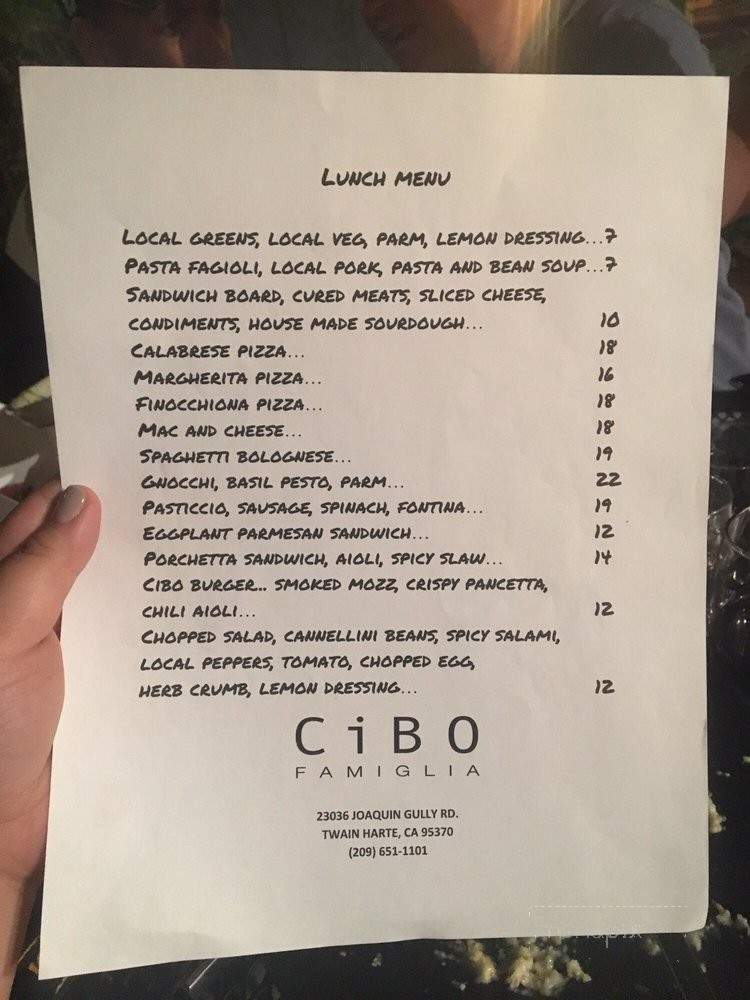 LUNCH MENU
LOCAL GREENS, LOCAL VEG, PARM, LEMON DRESSING...7
PASTA FAGIOLI, LOCAL PORK, PASTA AND BEAN SOUP...7
SANDWICH BOARD, CURED MEATS, SLICED CHEESE,
CONDIMENTS, HOUSE MADE SOURDOUGH... 10
CALABRESE PIZZA... 18
MARGHERITA PIZZA... 16
FINOCCHIONA PIZZA... 18
MAC AND CHEESE... 18
SPAGHETTI BOLOGNESE... 19
GNOCCHI, BASIL PESTO, PARM... 22
PASTICCIO, SAUSAGE, SPINACH, FONTINA... 19
EGGPLANT PARMESAN SANDWICH... 12
PORCHETTA SANDWICH, AIOLI, SPICY SLAW... 14
CIBO BURGER... SMOKED MOZZ, CRISPY PANCETTA,
CHILI AIOLI... 12
CHOPPED SALAD, CANNELLINI BEANS, SPICY SALAMI,
LOCAL PEPPERS, TOMATO, CHOPPED EGG,
HERB CRUMB, LEMON DRESSING... 12
CiBO
FAMIGLIA
23036 JOAQUIN GULLY RD.
TWAIN HARTE, CA 95370
(209) 651-1101